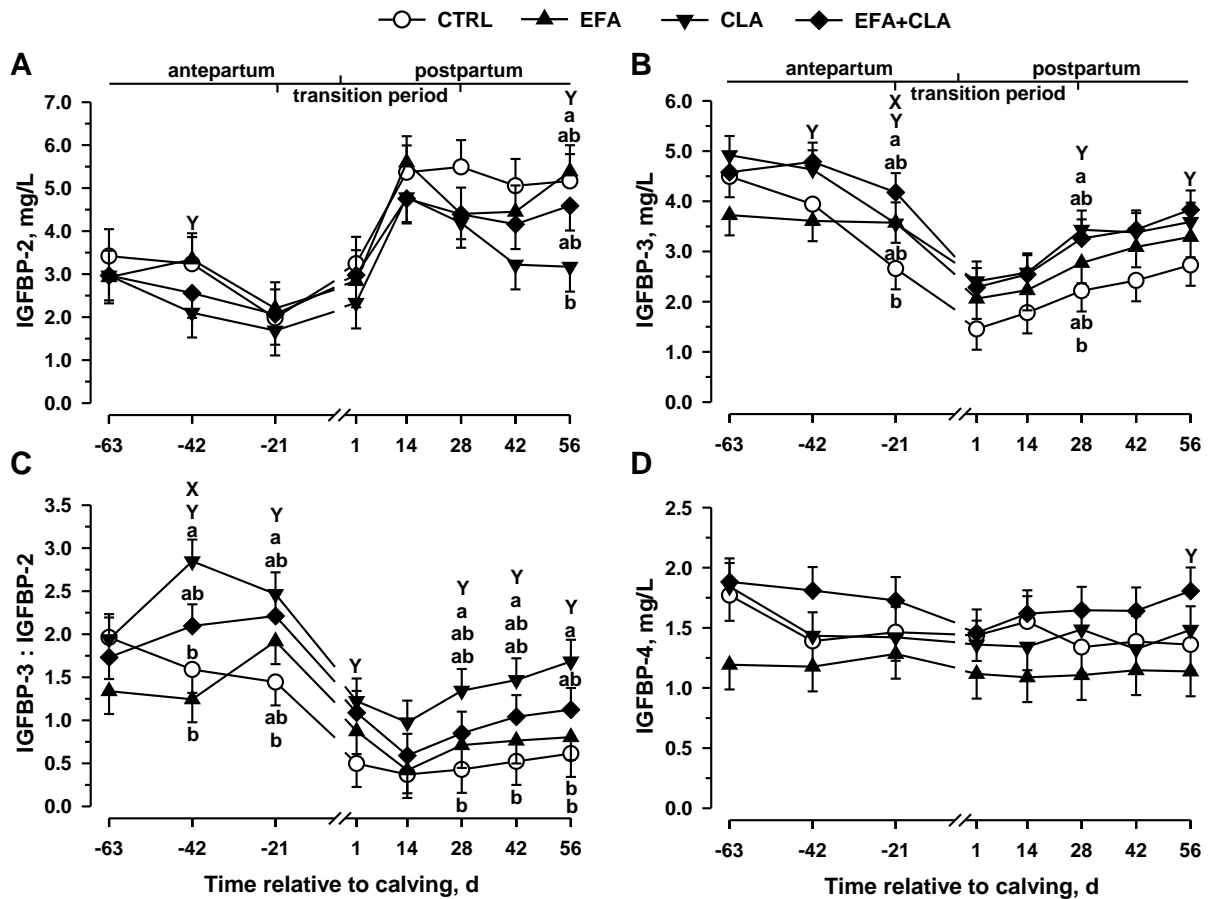 CTRL EFA CLA EFA+CLA
A
antepartum postpartum
transition period
IGFBP-2, mg/L
7.0
6.0
5.0
4.0
3.0
2.0
1.0
0.0
Y
Y
a
ab
ab
b
-63 -42 -21 1 14 28 42 56
B
antepartum postpartum
transition period
IGFBP-3, mg/L
6.0
5.0
4.0
3.0
2.0
1.0
0.0
Y
X
Y
a
ab
ab
b
Y
a
ab
ab
b
Y
-63 -42 -21 1 14 28 42 56
C
IGFBP-3 : IGFBP-2
3.5
3.0
2.5
2.0
1.5
1.0
0.5
0.0
X
Y
a
ab
b
b
Y
a
ab
ab
b
Y
Y
a
ab
ab
b
Y
a
ab
ab
b
Y
a
ab
b
b
-63 -42 -21 1 14 28 42 56
Time relative to calving, d
D
IGFBP-4, mg/L
2.5
2.0
1.5
1.0
0.5
0.0
Y
-63 -42 -21 1 14 28 42 56
Time relative to calving, d